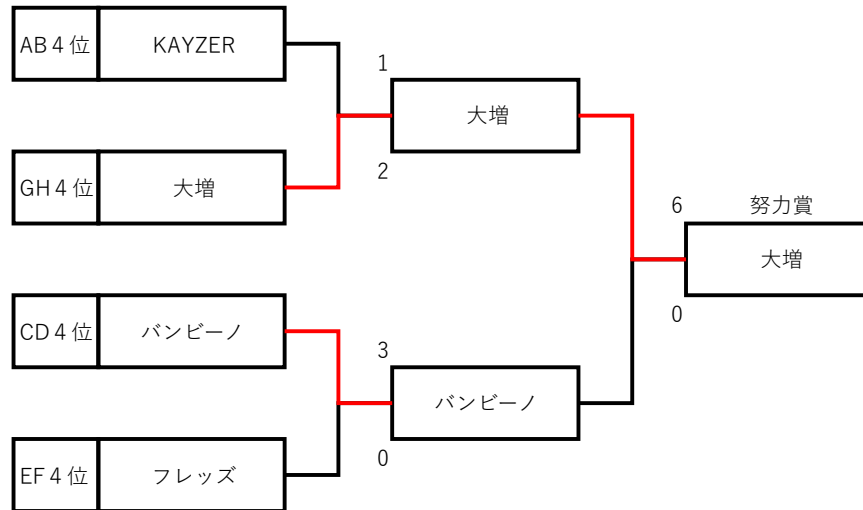 AB４位 KAYZER
1
大増
2
GH４位 大増
6 努力賞
大増
0
CD４位 バンビーノ
3
バンビーノ
0
EF４位 フレッズ